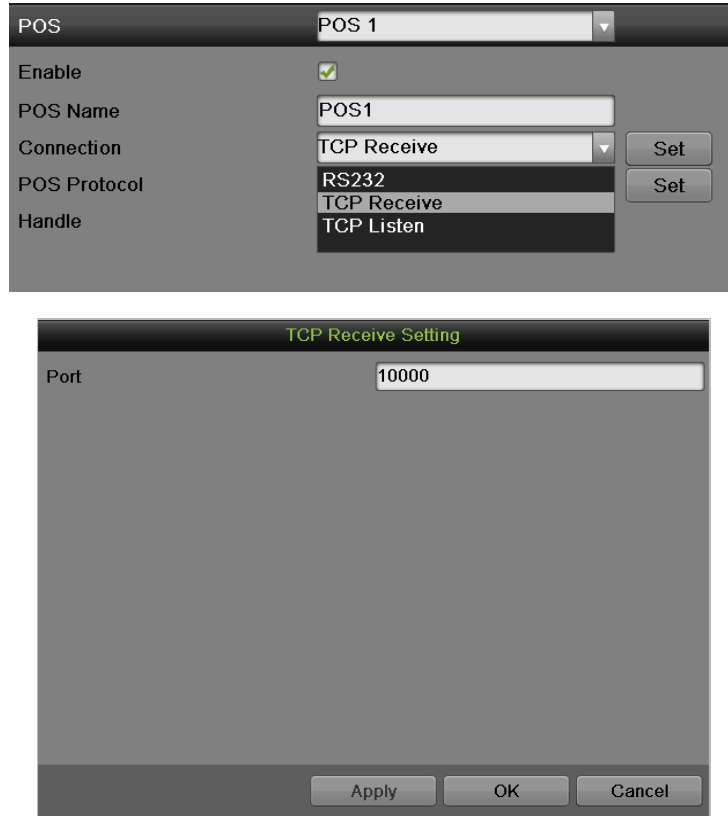 POS POS 1
Enable
POS Name POS1
Connection TCP Receive Set
POS Protocol RS232 Set
TCP Receive
Handle TCP Listen
TCP Receive Setting
Port 10000
Apply OK Cancel